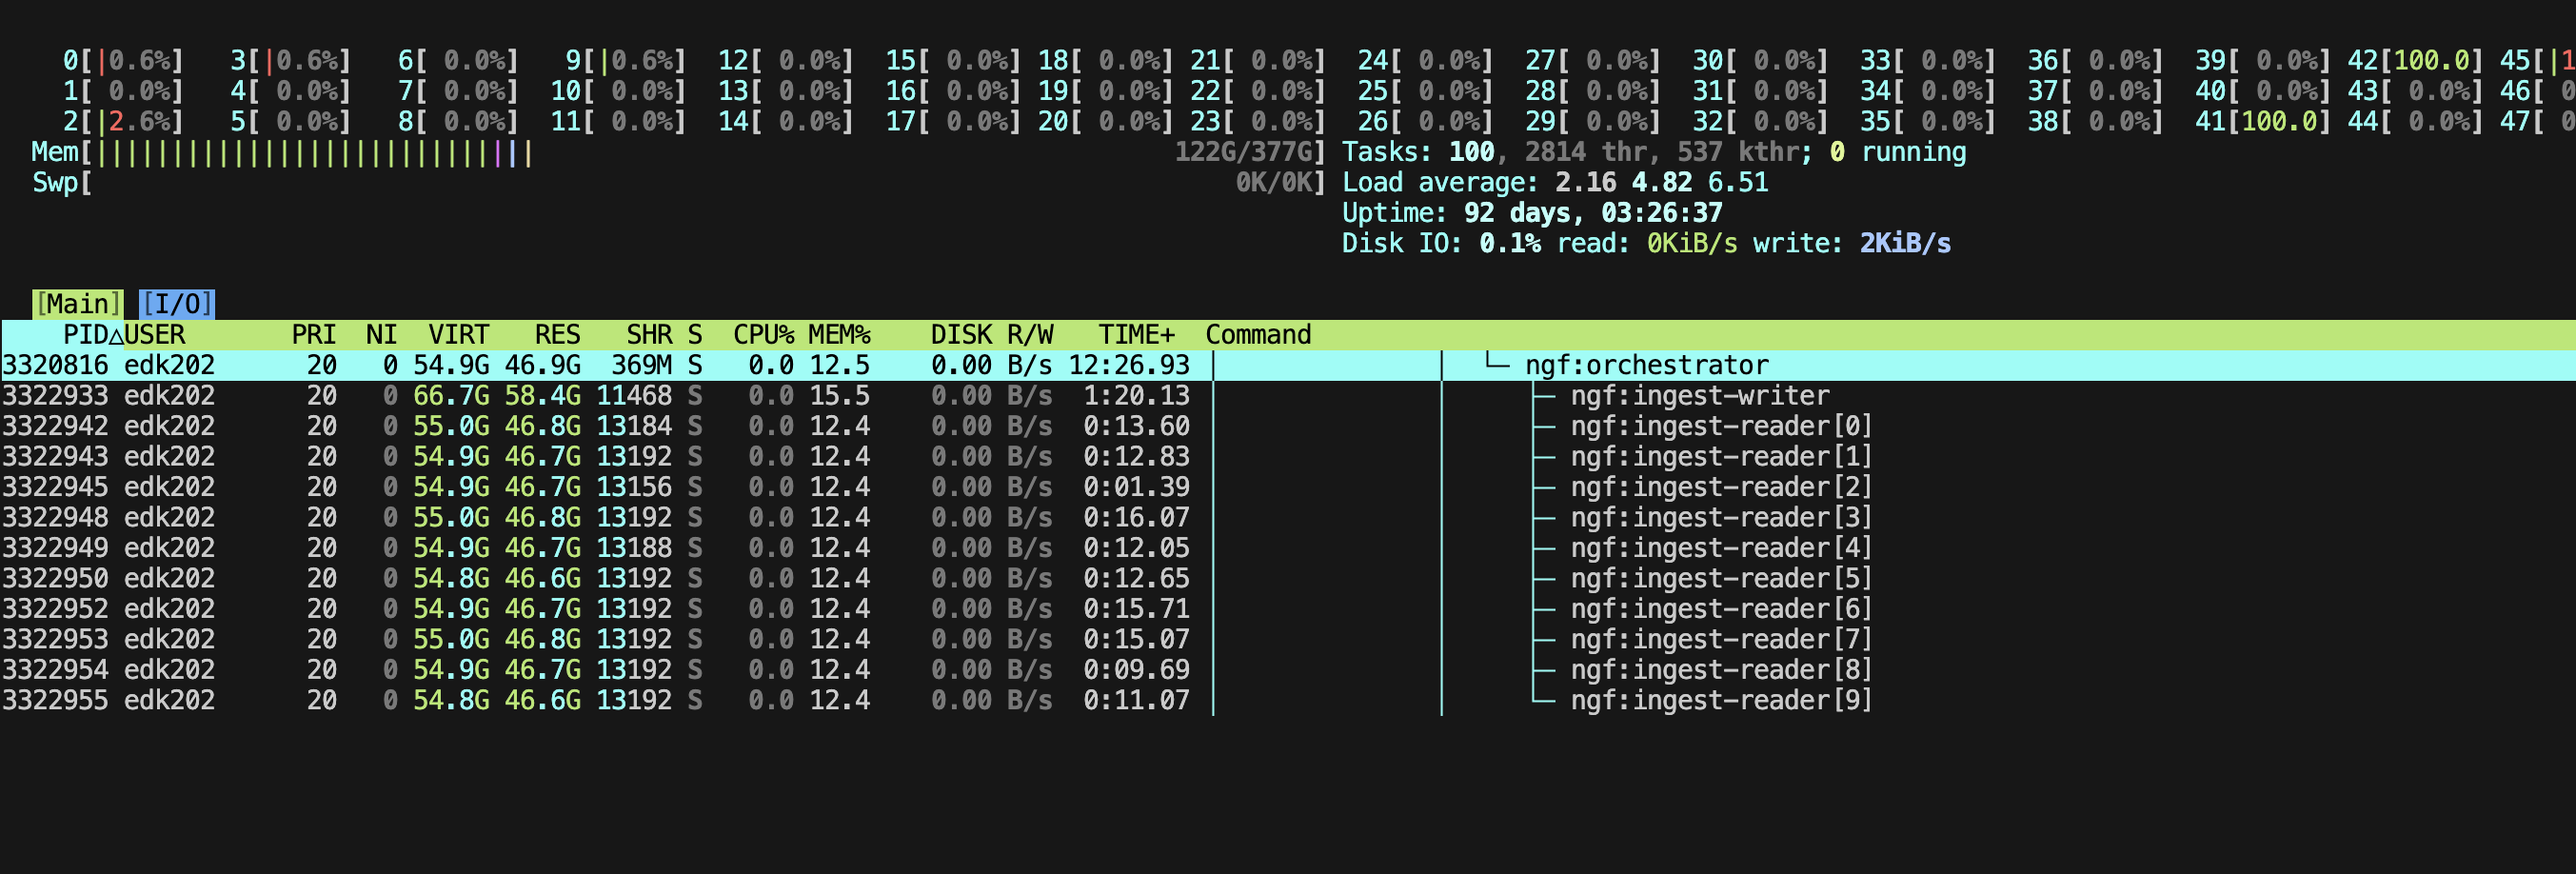 0[|0.6%] 3[|0.6%] 6[ 0.0%] 9[|0.6%] 12[ 0.0%] 15[ 0.0%] 18[ 0.0%] 21[ 0.0%] 24[ 0.0%] 27[ 0.0%] 30[ 0.0%] 33[ 0.0%] 36[ 0.0%] 39[ 0.0%] 42[100.0] 45[|1
1[ 0.0%] 4[ 0.0%] 7[ 0.0%] 10[ 0.0%] 13[ 0.0%] 16[ 0.0%] 19[ 0.0%] 22[ 0.0%] 25[ 0.0%] 28[ 0.0%] 31[ 0.0%] 34[ 0.0%] 37[ 0.0%] 40[ 0.0%] 43[ 0.0%] 46[ 0
2[|2.6%] 5[ 0.0%] 8[ 0.0%] 11[ 0.0%] 14[ 0.0%] 17[ 0.0%] 20[ 0.0%] 23[ 0.0%] 26[ 0.0%] 29[ 0.0%] 32[ 0.0%] 35[ 0.0%] 38[ 0.0%] 41[100.0] 44[ 0.0%] 47[ 0
Mem[|||||||||||||||||||||||||||||122G/377G] Tasks: 100, 2814 thr, 537 kthr; 0 running
Swp[ 0K/0K] Load average: 2.16 4.82 6.51
Uptime: 92 days, 03:26:37
Disk IO: 0.1% read: 0KiB/s write: 2KiB/s
[Main] [I/O]
PID△USER PRI NI VIRT RES SHR S CPU% MEM% DISK R/W TIME+ Command
3320816 edk202 20 0 54.9G 46.9G 369M S 0.0 12.5 0.00 B/s 12:26.93 │ │ └─ ngf:orchestrator
3322933 edk202 20 0 66.7G 58.4G 11468 S 0.0 15.5 0.00 B/s 1:20.13 │ │ ├─ ngf:ingest-writer
3322942 edk202 20 0 55.0G 46.8G 13184 S 0.0 12.4 0.00 B/s 0:13.60 │ │ ├─ ngf:ingest-reader[0]
3322943 edk202 20 0 54.9G 46.7G 13192 S 0.0 12.4 0.00 B/s 0:12.83 │ │ ├─ ngf:ingest-reader[1]
3322945 edk202 20 0 54.9G 46.7G 13156 S 0.0 12.4 0.00 B/s 0:01.39 │ │ ├─ ngf:ingest-reader[2]
3322948 edk202 20 0 55.0G 46.8G 13192 S 0.0 12.4 0.00 B/s 0:16.07 │ │ ├─ ngf:ingest-reader[3]
3322949 edk202 20 0 54.9G 46.7G 13188 S 0.0 12.4 0.00 B/s 0:12.05 │ │ ├─ ngf:ingest-reader[4]
3322950 edk202 20 0 54.8G 46.6G 13192 S 0.0 12.4 0.00 B/s 0:12.65 │ │ ├─ ngf:ingest-reader[5]
3322952 edk202 20 0 54.9G 46.7G 13192 S 0.0 12.4 0.00 B/s 0:15.71 │ │ ├─ ngf:ingest-reader[6]
3322953 edk202 20 0 55.0G 46.8G 13192 S 0.0 12.4 0.00 B/s 0:15.07 │ │ ├─ ngf:ingest-reader[7]
3322954 edk202 20 0 54.9G 46.7G 13192 S 0.0 12.4 0.00 B/s 0:09.69 │ │ ├─ ngf:ingest-reader[8]
3322955 edk202 20 0 54.8G 46.6G 13192 S 0.0 12.4 0.00 B/s 0:11.07 │ │ └─ ngf:ingest-reader[9]